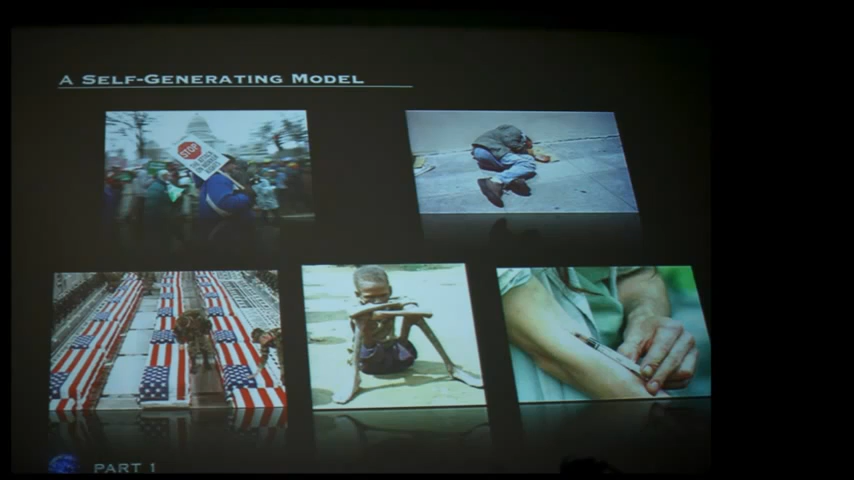 A SELF-GENERATING MODEL
STOP
PART 1